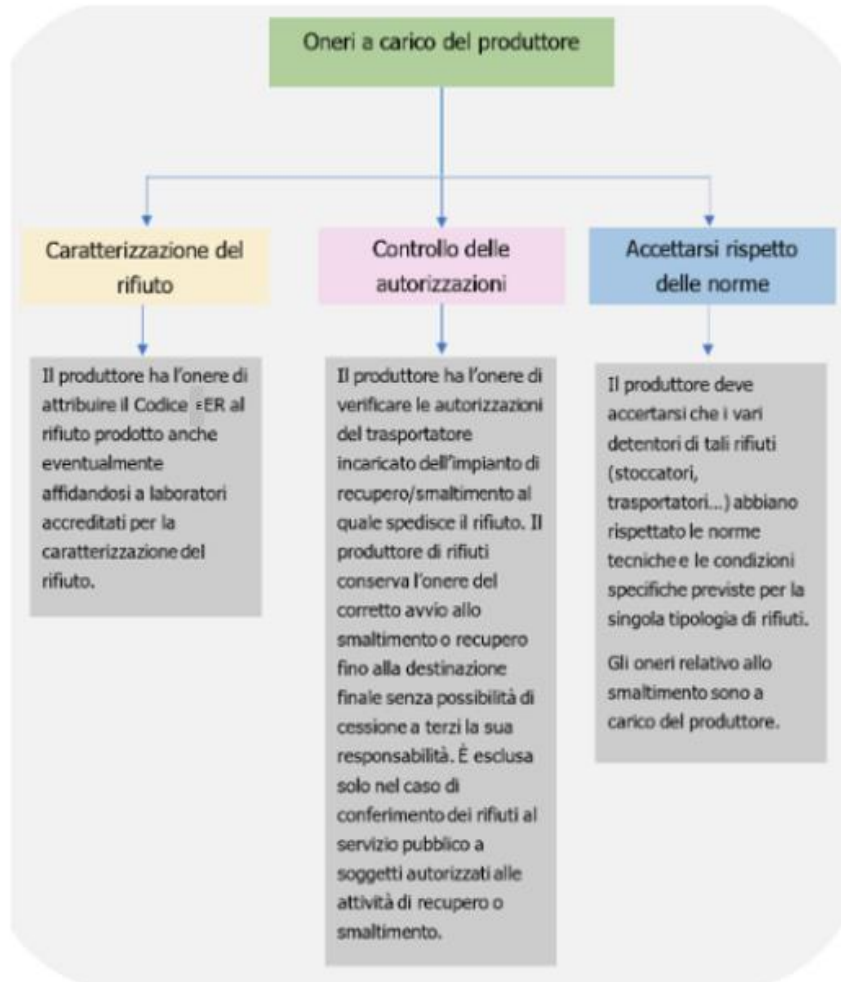 Oneri a carico del produttore
Caratterizzazione del
rifiuto
Il produttore ha l'onere di
attribuire il Codice EER al
rifiuto prodotto anche
eventualmente
affidandosi a laboratori
accreditati per la
caratterizzazione del
rifiuto.
Controllo delle
autorizzazioni
Il produttore ha l'onere di
verificare le autorizzazioni
del trasportatore
incaricato dell'impianto di
recupero/smaltimento al
quale spedisce il rifiuto. Il
produttore di rifiuti
conserva l'onere del
corretto avvio allo
smaltimento o recupero
fino alla destinazione
finale senza possibilità di
cessione a terzi la sua
responsabilità. È esclusa
solo nel caso di
conferimento dei rifiuti al
servizio pubblico a
soggetti autorizzati alle
attività di recupero o
smaltimento.
Accettarsi rispetto
delle norme
Il produttore deve
accertarsi che i vari
detentori di tali rifiuti
(stoccatori,
trasportatori...) abbiano
rispettato le norme
tecniche e le condizioni
specifiche previste per la
singola tipologia di rifiuti.
Gli oneri relativo allo
smaltimento sono a
carico del produttore.